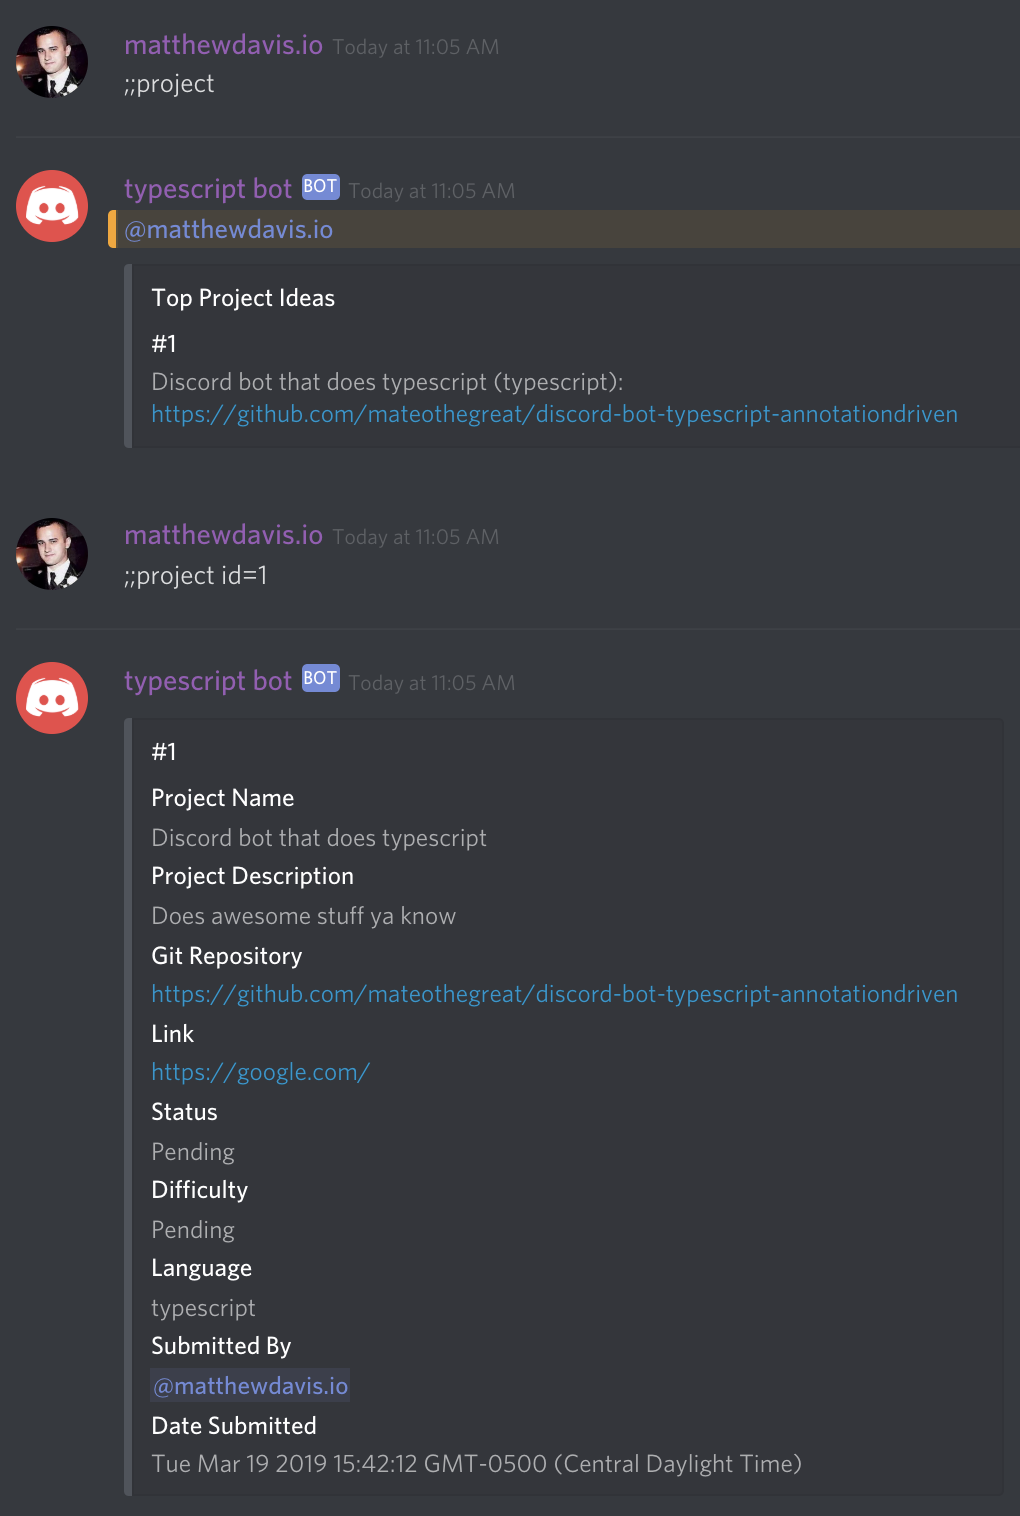 matthewdavis.io Today at 11:05 AM
;;project
typescript bot BOT Today at 11:05 AM
@matthewdavis.io
Top Project Ideas
#1
Discord bot that does typescript (typescript):
https://github.com/mateothegreat/discord-bot-typescript-annotationdriven
matthewdavis.io Today at 11:05 AM
;;project id=1
typescript bot BOT Today at 11:05 AM
#1
Project Name
Discord bot that does typescript
Project Description
Does awesome stuff ya know
Git Repository
https://github.com/mateothegreat/discord-bot-typescript-annotationdriven
Link
https://google.com/
Status
Pending
Difficulty
Pending
Language
typescript
Submitted By
@matthewdavis.io
Date Submitted
Tue Mar 19 2019 15:42:12 GMT-0500 (Central Daylight Time)